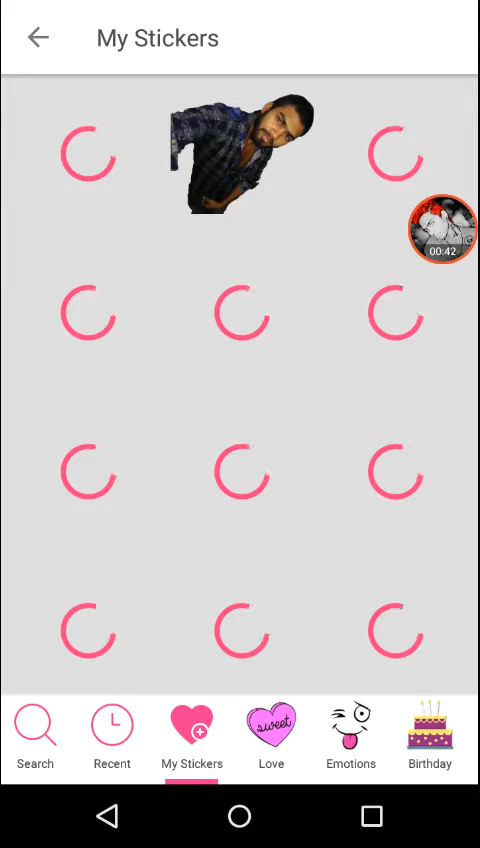 My Stickers
00:42
sweet
Search
Recent
My Stickers
Love
Emotions
Birthday